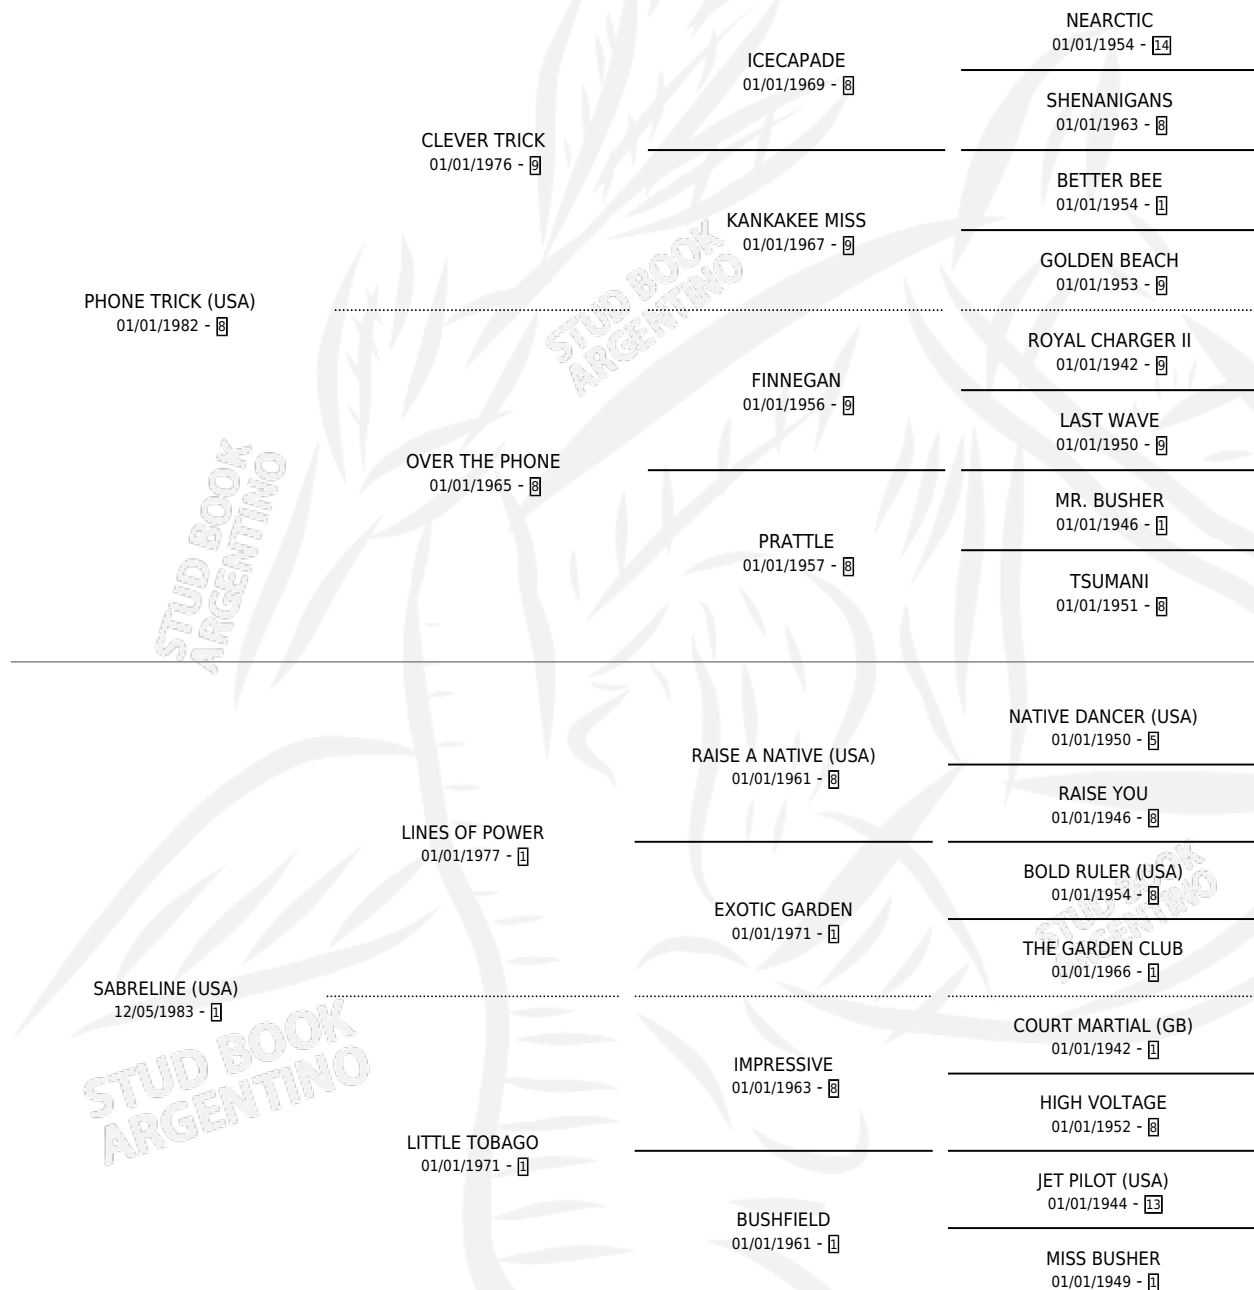 NEARCTIC
01/01/1954 - 14
ICECAPADE
01/01/1969 - 8
SHENANIGANS
01/01/1963 - 8
CLEVER TRICK
01/01/1976 - 9
BETTER BEE
01/01/1954 - 1
KANKAKEE MISS
01/01/1967 - 9
GOLDEN BEACH
01/01/1953 - 9
PHONE TRICK (USA)
01/01/1982 - 8
STUD BOOK
ARGENTINO
ROYAL CHARGER II
01/01/1942 - 9
FINNEGAN
01/01/1956 - 9
LAST WAVE
01/01/1950 - 9
OVER THE PHONE
01/01/1965 - 8
MR. BUSHER
01/01/1946 - 1
PRATTLE
01/01/1957 - 8
TSUMANI
01/01/1951 - 8
STUD BOOK
ARGENTINO
NATIVE DANCER (USA)
01/01/1950 - 5
RAISE A NATIVE (USA)
01/01/1961 - 8
RAISE YOU
01/01/1946 - 8
LINES OF POWER
01/01/1977 - 1
BOLD RULER (USA)
01/01/1954 - 8
EXOTIC GARDEN
01/01/1971 - 1
STUD BOOK
ARGENTINO
THE GARDEN CLUB
01/01/1966 - 1
SABRELINE (USA)
12/05/1983 - 1
STUD BOOK
ARGENTINO
COURT MARTIAL (GB)
01/01/1942 - 1
IMPRESSIVE
01/01/1963 - 8
HIGH VOLTAGE
01/01/1952 - 8
LITTLE TOBAGO
01/01/1971 - 1
JET PILOT (USA)
01/01/1944 - 13
BUSHFIELD
01/01/1961 - 1
MISS BUSHER
01/01/1949 - 1